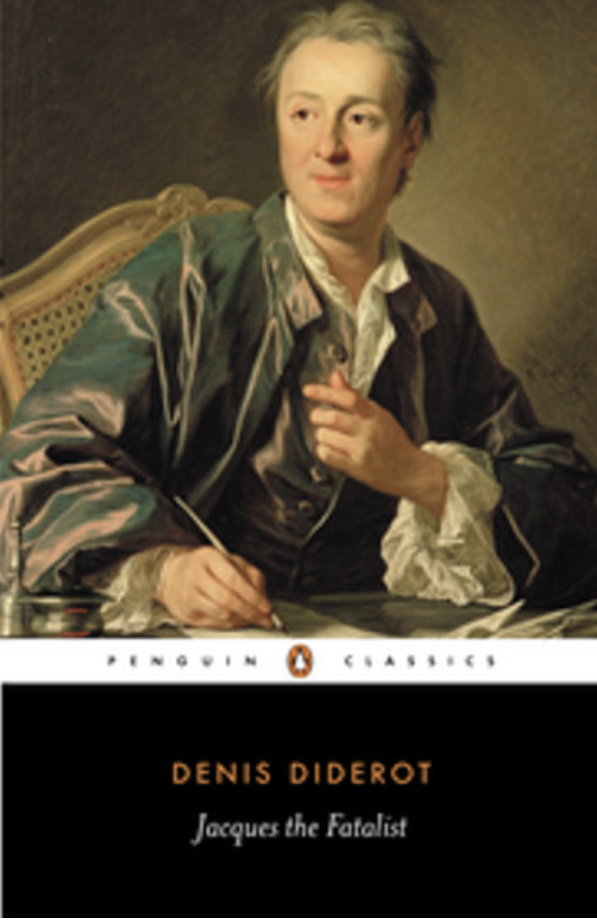 PENGUIN CLASSICS
DENIS DIDEROT
Jacques the Fatalist